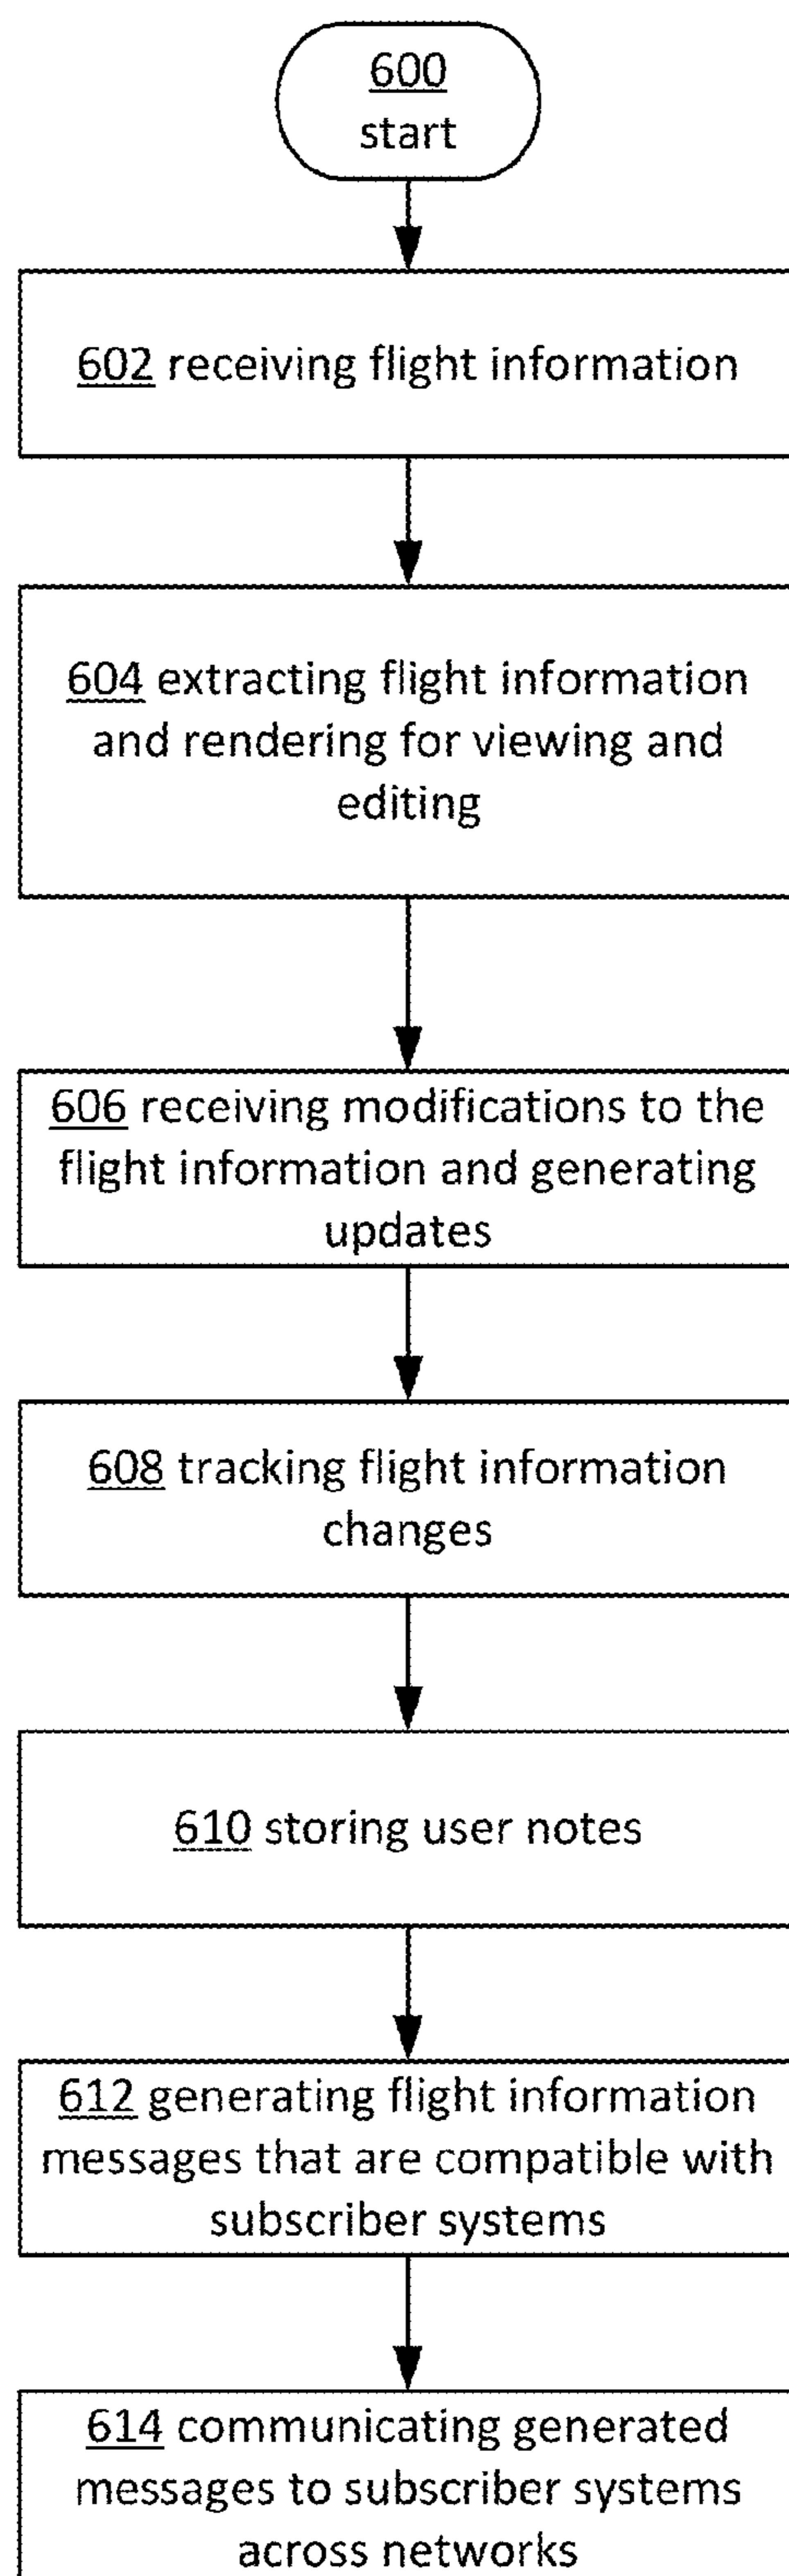 600
start
602 receiving flight information
604 extracting flight information
and rendering for viewing and
editing
606 receiving modifications to the
flight information and generating
updates
608 tracking flight information
changes
610 storing user notes
612 generating flight information
messages that are compatible with
subscriber systems
614 communicating generated
messages to subscriber systems
across networks